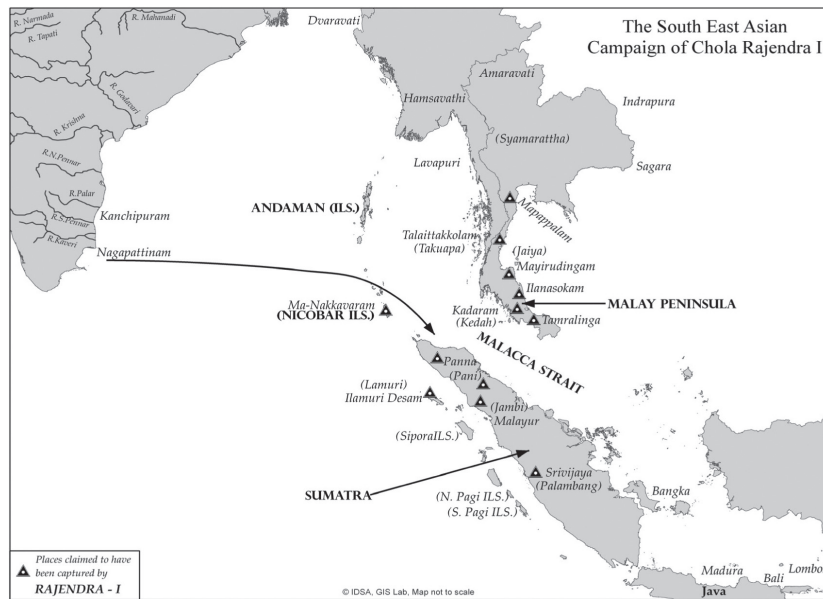 The South East Asian
Campaign of Chola Rajendra I
R. Narmada
R. Tapati
R. Mahanadi
R. Godavari
R. Krishna
R.N.Pennar
R.Palar
R.S.Pennar
R.Kaveri
Kanchipuram
Nagapattinam
Dvaravati
Amaravati
Hamsavathi
Indrapura
(Syamarattha)
Lavapuri
Sagara
ANDAMAN (ILS.)
Mapappalam
Talaittakkolam
(Takuapa)
(Jaiya)
Mayirudingam
Ilanasokam
Ma-Nakkavaram
(NICOBAR ILS.)
Kadaram
(Kedah)
MALAY PENINSULA
Tamralinga
MALACCA STRAIT
Panna
(Pani)
(Lamuri)
Ilamuri Desam
(Jambi)
Malayur
(SiporaILS.)
Srivijaya
(Palambang)
SUMATRA
(N. Pagi ILS.)
(S. Pagi ILS.)
Bangka
Madura
Bali
Lombo
Java
Places claimed to have
been captured by
RAJENDRA - I
© IDSA, GIS Lab, Map not to scale